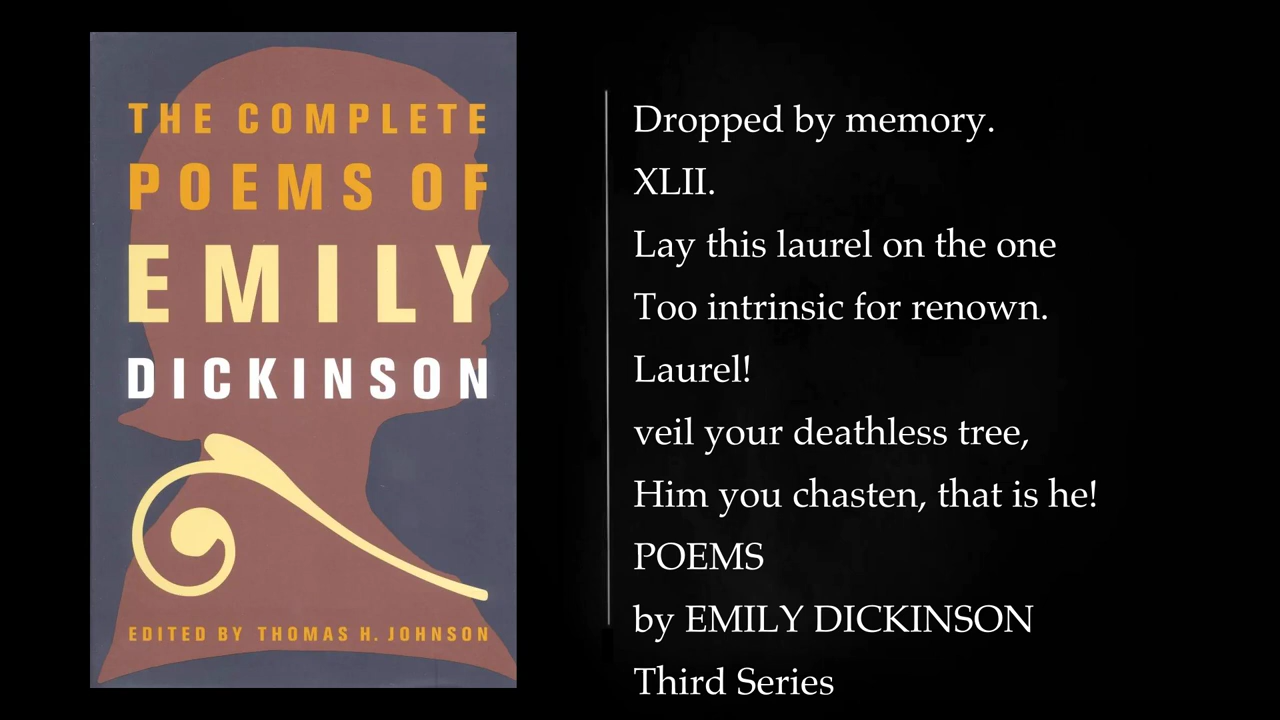 THE COMPLETE
POEMS OF
EMILY
DICKINSON
EDITED BY THOMAS H. JOHNSON
Dropped by memory.
XLII.
Lay this laurel on the one
Too intrinsic for renown.
Laurel!
veil your deathless tree,
Him you chasten, that is he!
POEMS
by EMILY DICKINSON
Third Series